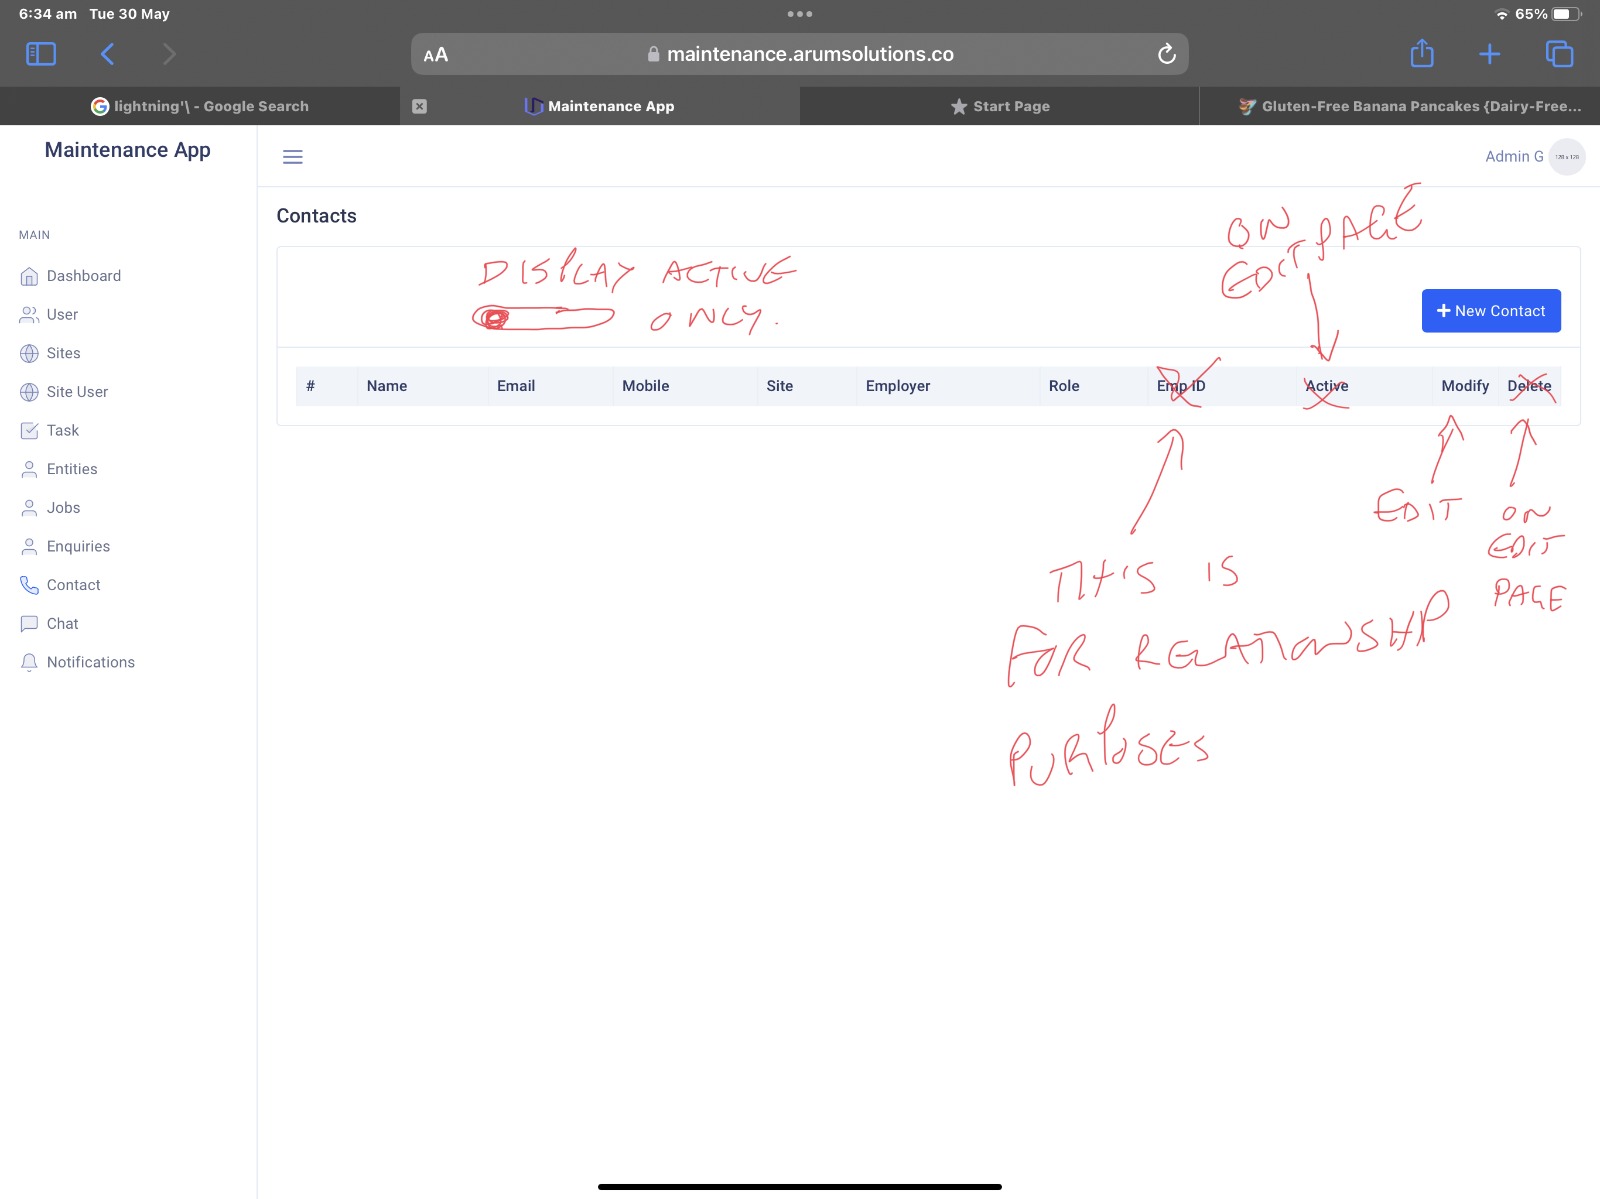 6:34 am Tue 30 May
65%
AA maintenance.arumsolutions.co
lightning'\ - Google Search
Maintenance App
Start Page
Gluten-Free Banana Pancakes {Dairy-Free...
Maintenance App
Admin G
128 x 128
MAIN
Dashboard
User
Sites
Site User
Task
Entities
Jobs
Enquiries
Contact
Chat
Notifications
Contacts
DISPLAY ACTIVE
ONLY.
ON
EDIT PAGE
+ New Contact
# Name Email Mobile Site Employer Role Emp ID Active Modify Delete
EDIT
ON
EDIT
PAGE
THIS IS
FOR RELATIONSHIP
PURPOSES